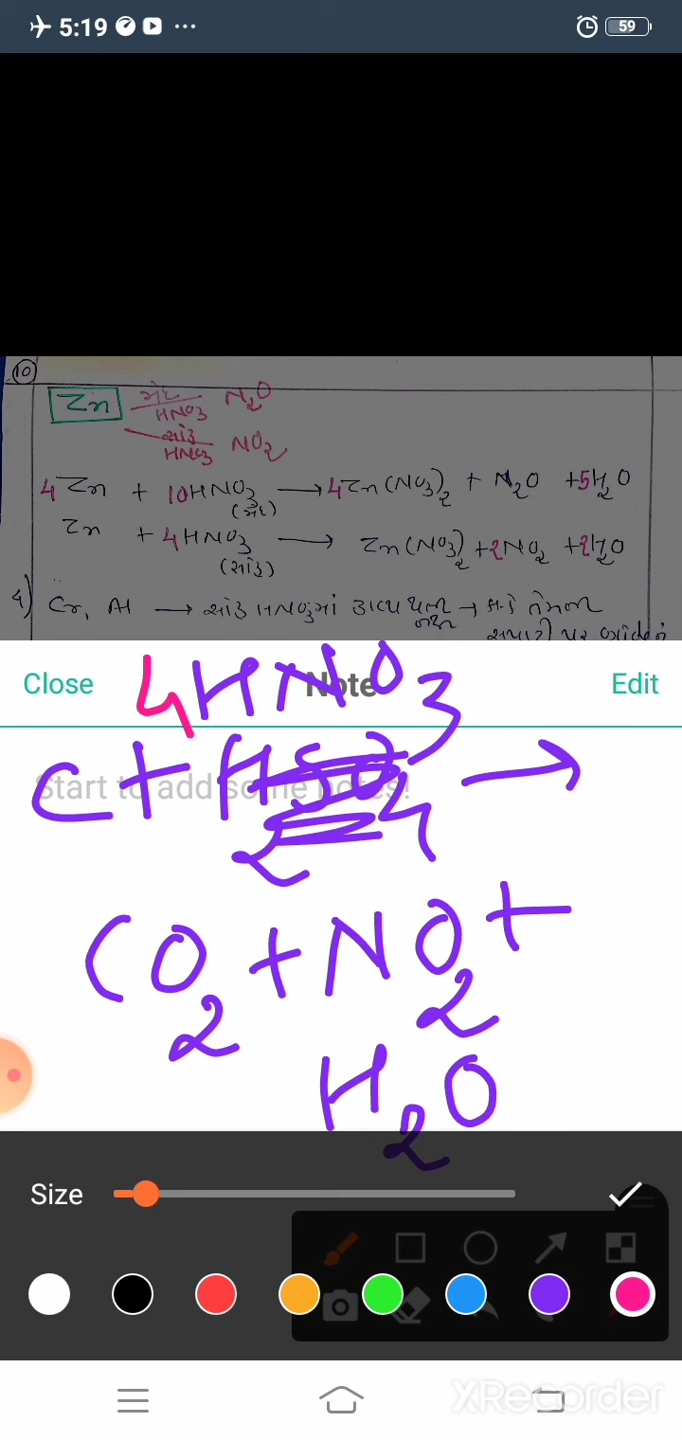 5:19
59
10
Zn મંદ HNO3 N2O
સાંદ્ર HNO3 NO2
4Zn + 10HNO3 → 4Zn(NO3)2 + N2O + 5H2O
(મંદ)
Zn + 4HNO3 → Zn(NO3)2 + 2NO2 + 2H2O
(સાંદ્ર)
4) Cr, Al → સાંદ્ર HNO3માં
Close Note Edit
4HNO3
Start to add some notes!
C + →
CO2 + NO2 +
H2O
Size
XRecorder